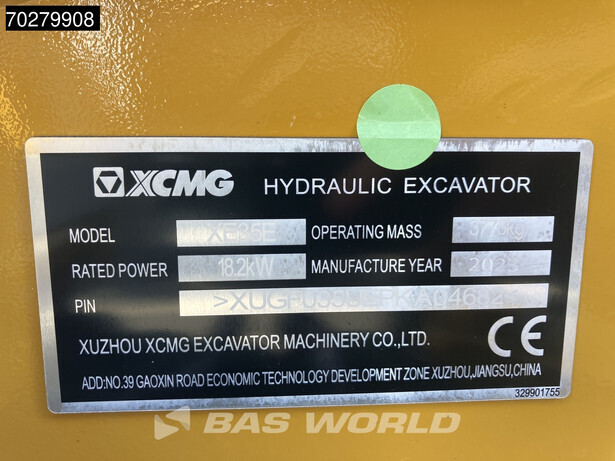 70279908
XCMG HYDRAULIC EXCAVATOR
MODEL XE35E OPERATING MASS
RATED POWER 18.2kW MANUFACTURE YEAR
PIN
XUZHOU XCMG EXCAVATOR MACHINERY CO.,LTD.
ADD:NO.39 GAOXIN ROAD ECONOMIC TECHNOLOGY DEVELOPMENT ZONE XUZHOU,JIANGSU,CHINA
CE
329901755
BAS WORLD